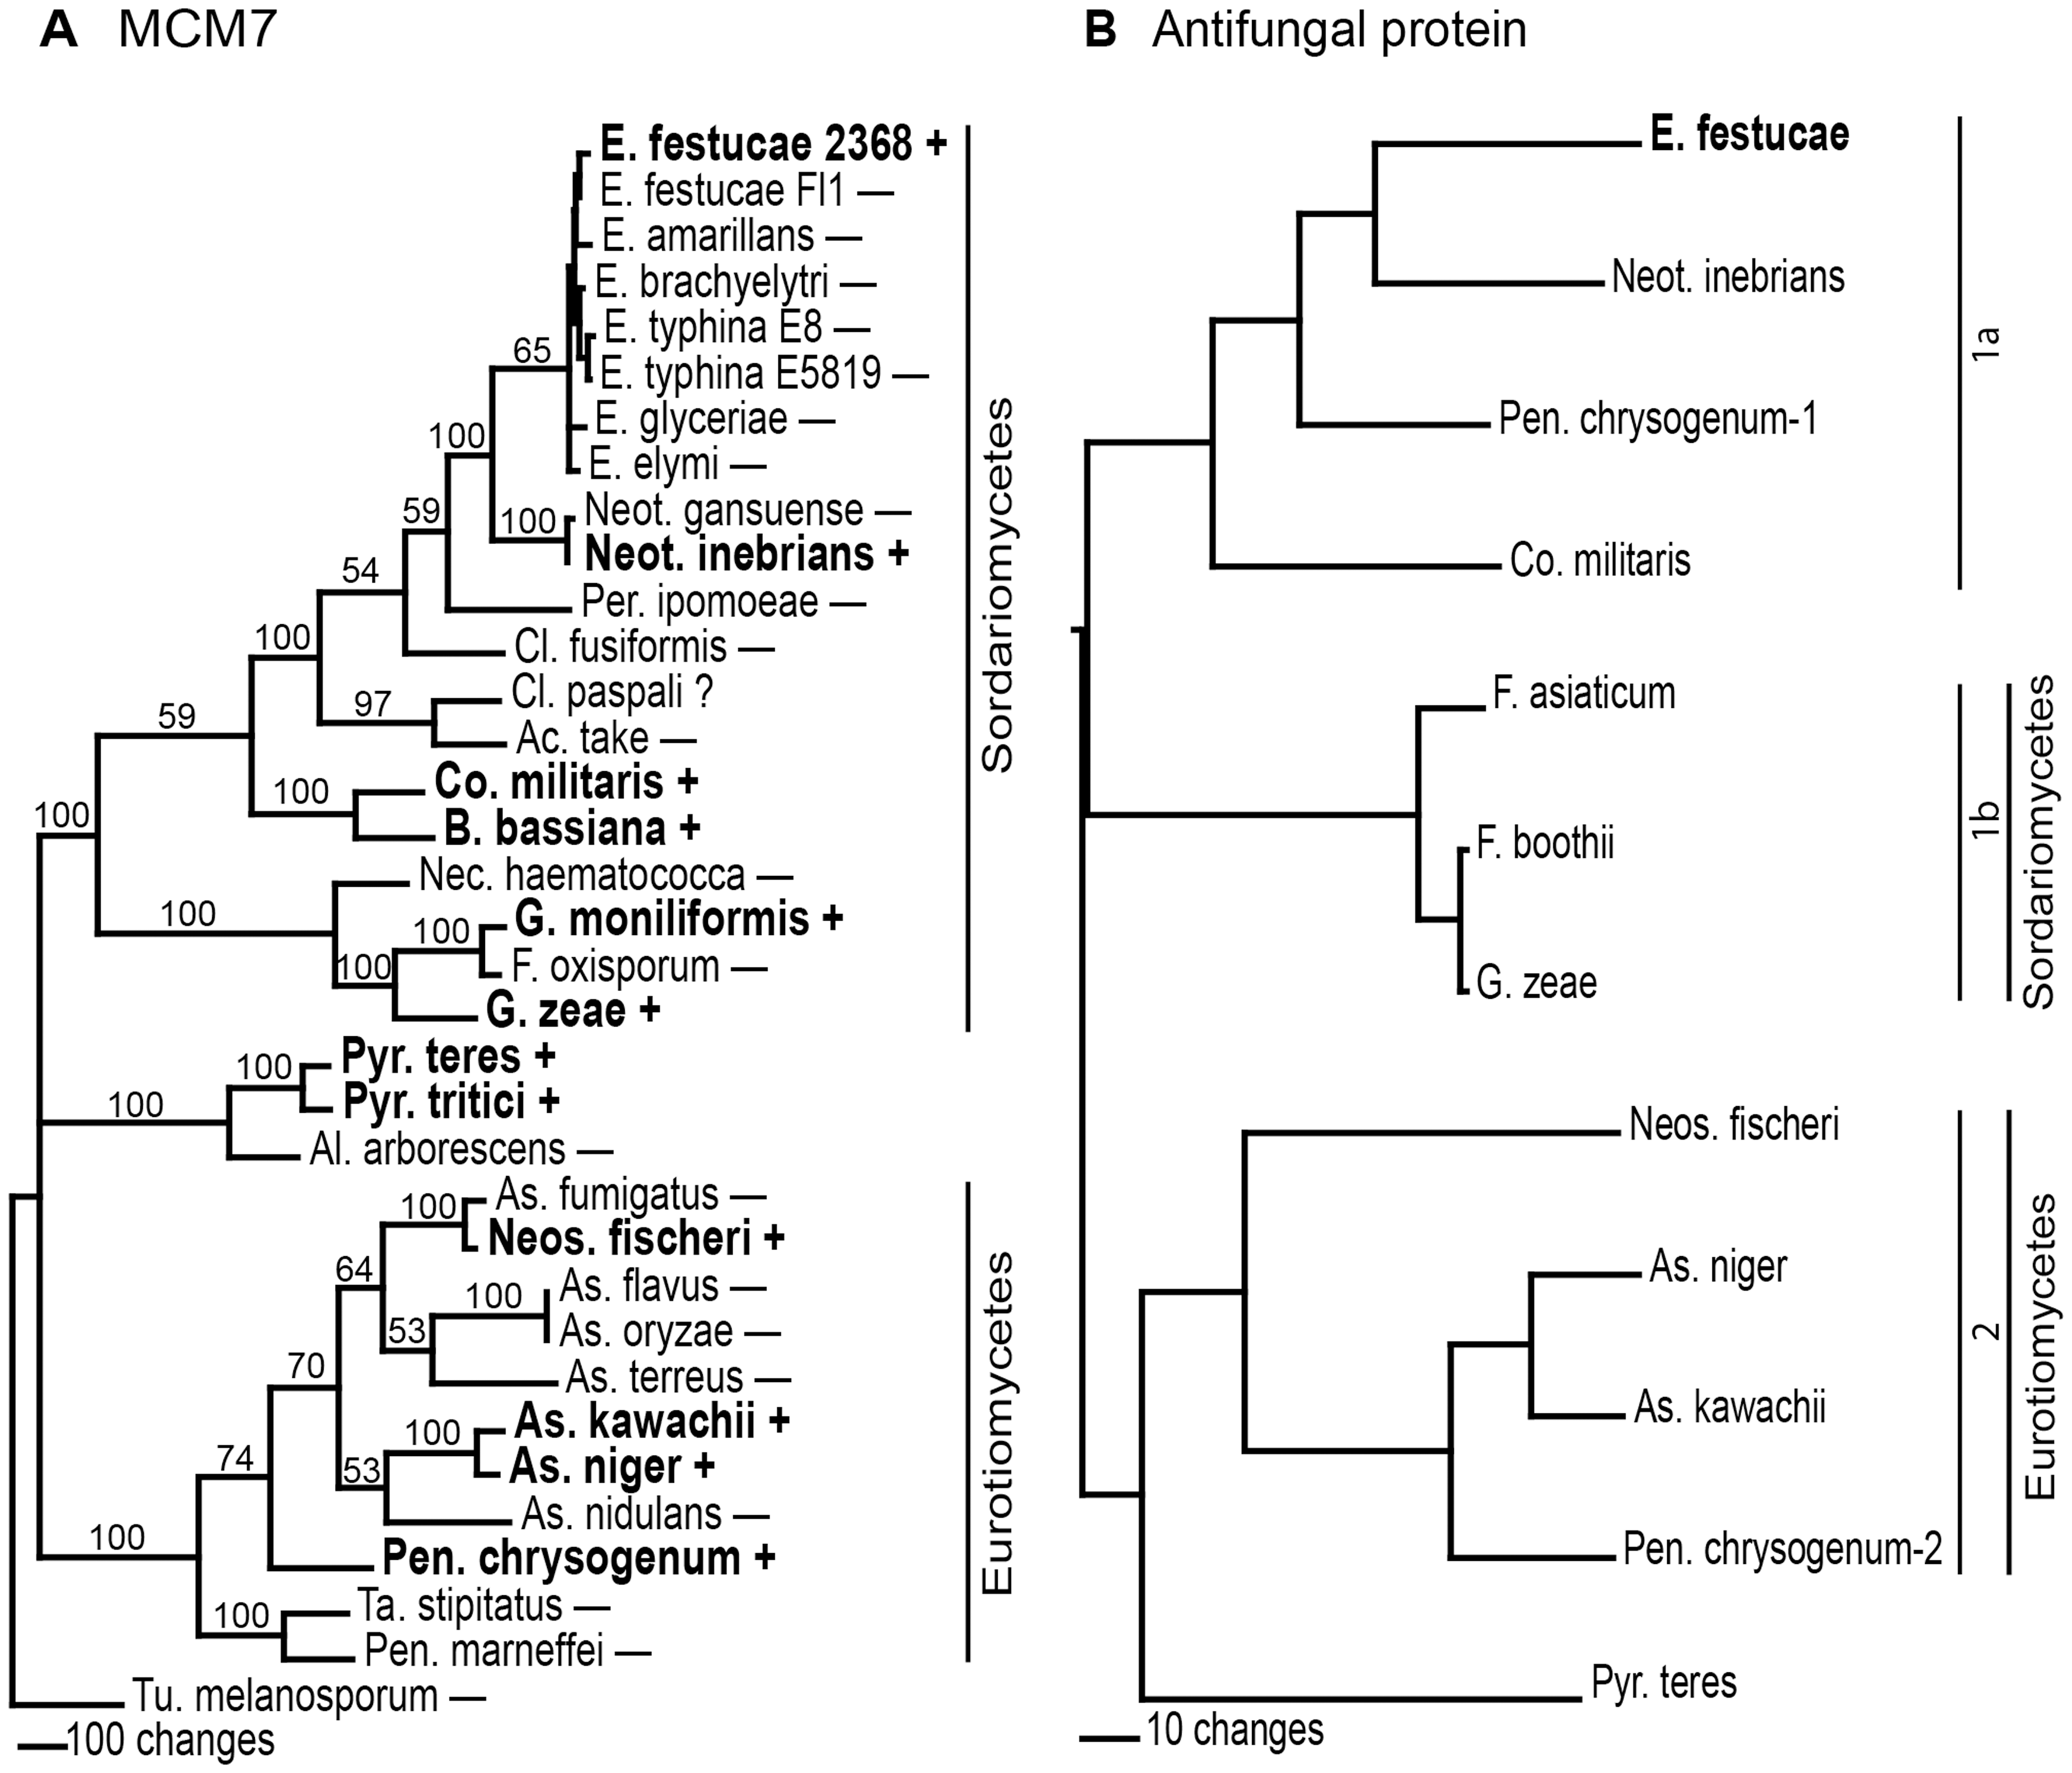 A MCM7
E. festucae 2368 +
E. festucae Fl1 —
E. amarillans —
E. brachyelytri —
E. typhina E8 —
E. typhina E5819 —
E. glyceriae —
E. elymi —
Neot. gansuense —
Neot. inebrians +
Per. ipomoeae —
Cl. fusiformis —
Cl. paspali ?
Ac. take —
Co. militaris +
B. bassiana +
Nec. haematococca —
G. moniliformis +
F. oxisporum —
G. zeae +
Pyr. teres +
Pyr. tritici +
Al. arborescens —
As. fumigatus —
Neos. fischeri +
As. flavus —
As. oryzae —
As. terreus —
As. kawachii +
As. niger +
As. nidulans —
Pen. chrysogenum +
Ta. stipitatus —
Pen. marneffei —
Tu. melanosporum —
100 changes
65
100
59
100
54
100
97
59
100
100
100
100
100
100
100
100
64
100
53
70
100
53
74
100
100
Sordariomycetes
Eurotiomycetes
B Antifungal protein
E. festucae
Neot. inebrians
Pen. chrysogenum-1
Co. militaris
F. asiaticum
F. boothii
G. zeae
Neos. fischeri
As. niger
As. kawachii
Pen. chrysogenum-2
Pyr. teres
10 changes
1a
1b
Sordariomycetes
2
Eurotiomycetes